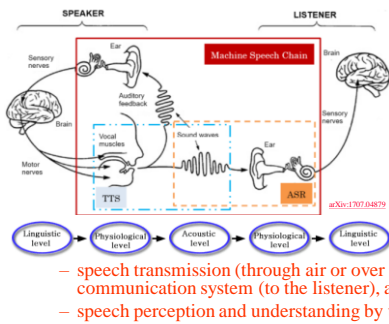 SPEAKER
LISTENER
Machine Speech Chain
Ear
Sensory
nerves
Auditory
feedback
Brain
Brain
Sensory
nerves
Vocal
muscles
Sound waves
Ear
Motor
nerves
TTS
ASR
arXiv:1707.04879
Linguistic
level
Physiological
level
Acoustic
level
Physiological
level
Linguistic
level
– speech transmission (through air or over
communication system (to the listener), a
– speech perception and understanding by